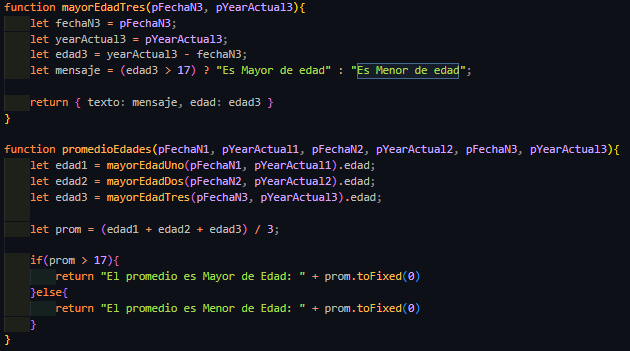 function mayorEdadTres(pFechaN3, pYearActual3){
    let fechaN3 = pFechaN3;
    let yearActual3 = pYearActual3;
    let edad3 = yearActual3 - fechaN3;
    let mensaje = (edad3 > 17) ? "Es Mayor de edad" : "Es Menor de edad";

    return { texto: mensaje, edad: edad3 }
}

function promedioEdades(pFechaN1, pYearActual1, pFechaN2, pYearActual2, pFechaN3, pYearActual3){
    let edad1 = mayorEdadUno(pFechaN1, pYearActual1).edad;
    let edad2 = mayorEdadDos(pFechaN2, pYearActual2).edad;
    let edad3 = mayorEdadTres(pFechaN3, pYearActual3).edad;

    let prom = (edad1 + edad2 + edad3) / 3;

    if(prom > 17){
        return "El promedio es Mayor de Edad: " + prom.toFixed(0)
    }else{
        return "El promedio es Menor de Edad: " + prom.toFixed(0)
    }
}